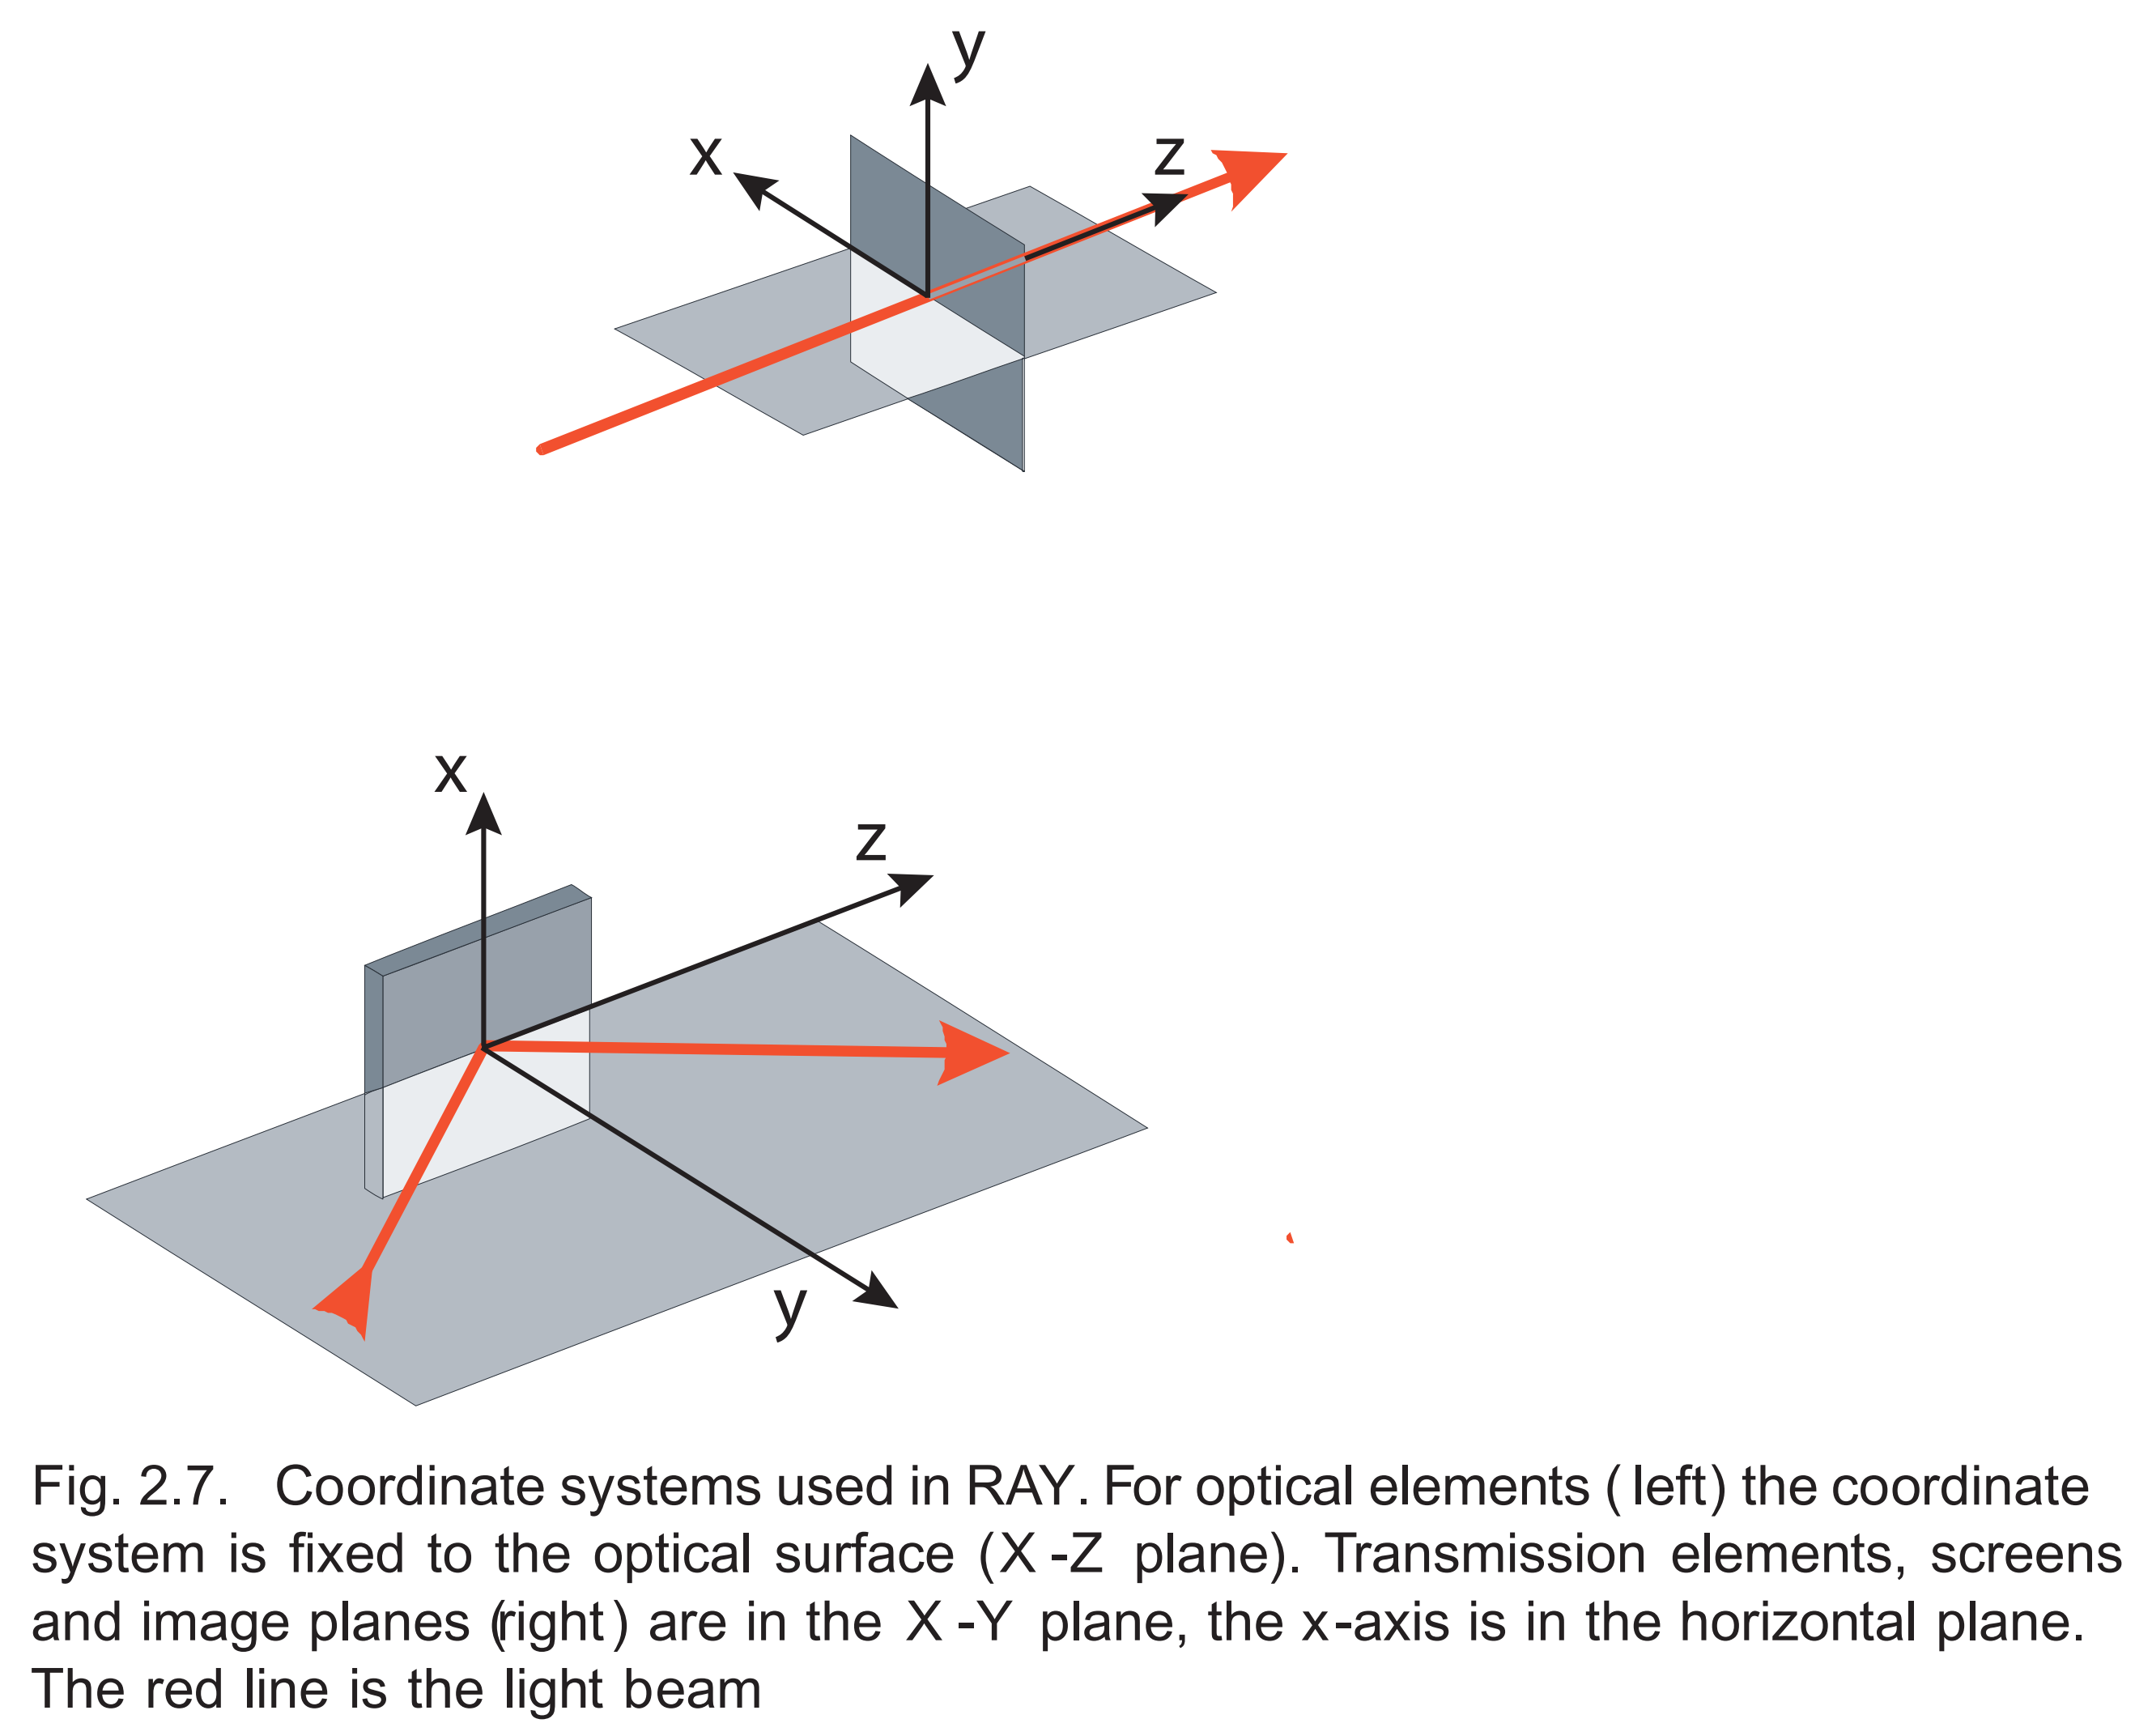 y
x
z
x
z
y
Fig. 2.7. Coordinate systems used in RAY. For optical elements (left) the coordinate
system is fixed to the optical surface (X-Z plane). Transmission elements, screens
and image planes (right) are in the X-Y plane, the x-axis is in the horizontal plane.
The red line is the light beam